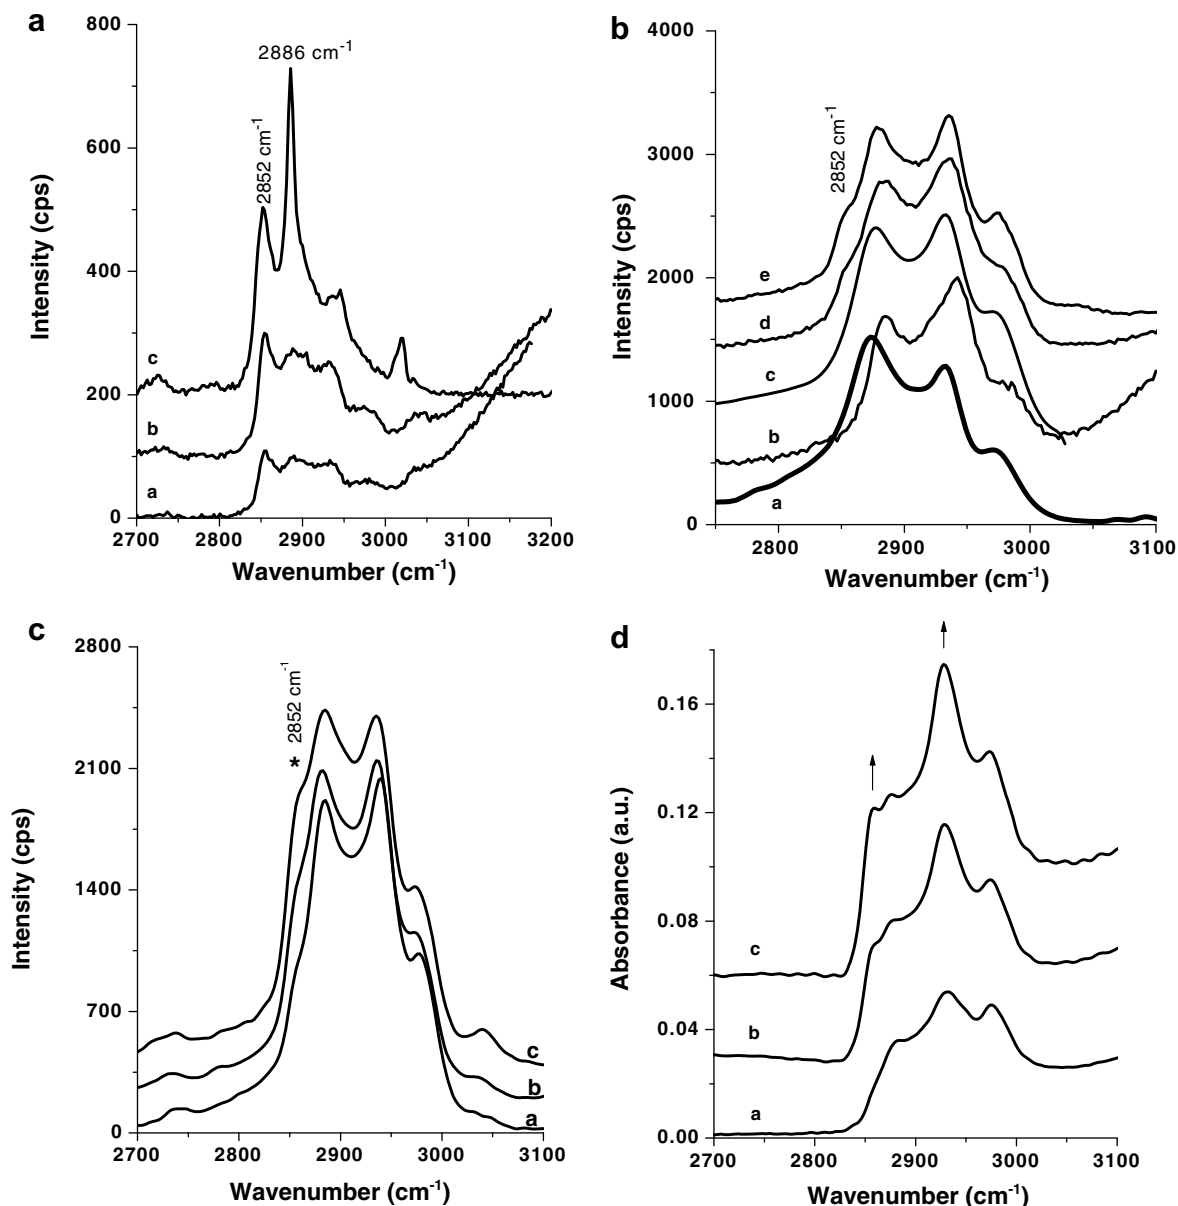 a
800
600
400
200
0
Intensity (cps)
2852 cm-1
2886 cm-1
c
b
a
2700 2800 2900 3000 3100 3200
Wavenumber (cm-1)
b
4000
3000
2000
1000
0
Intensity (cps)
2852 cm-1
e
d
c
b
a
2800 2900 3000 3100
Wavenumber (cm-1)
c
2800
2100
1400
700
0
Intensity (cps)
* 2852 cm-1
c
b
a
2700 2800 2900 3000 3100
Wavenumber (cm-1)
d
0.16
0.12
0.08
0.04
0.00
Absorbance (a.u.)
c
b
a
2700 2800 2900 3000 3100
Wavenumber (cm-1)